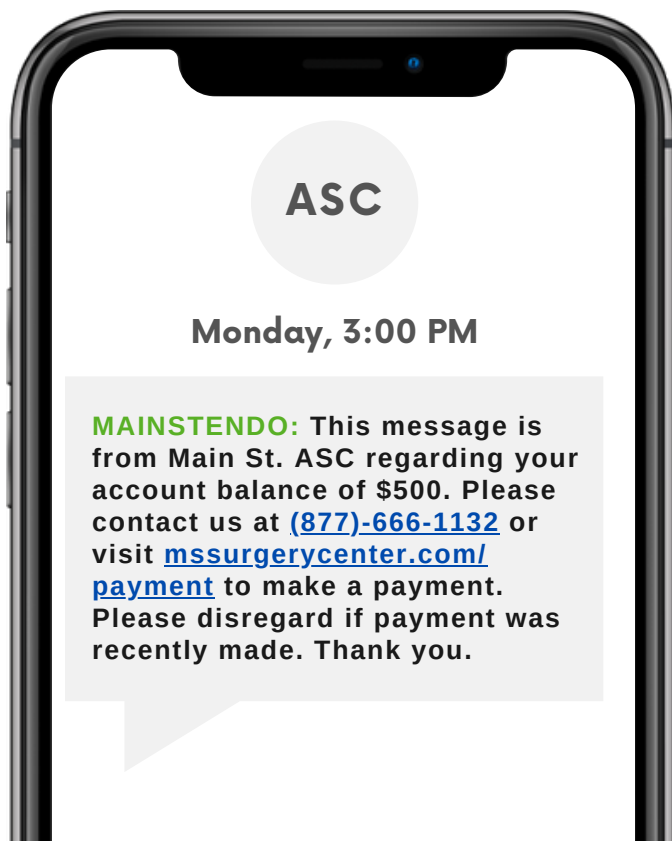 ASC
Monday, 3:00 PM
MAINSTENDO: This message is
from Main St. ASC regarding your
account balance of $500. Please
contact us at (877)-666-1132 or
visit mssurgerycenter.com/
payment to make a payment.
Please disregard if payment was
recently made. Thank you.